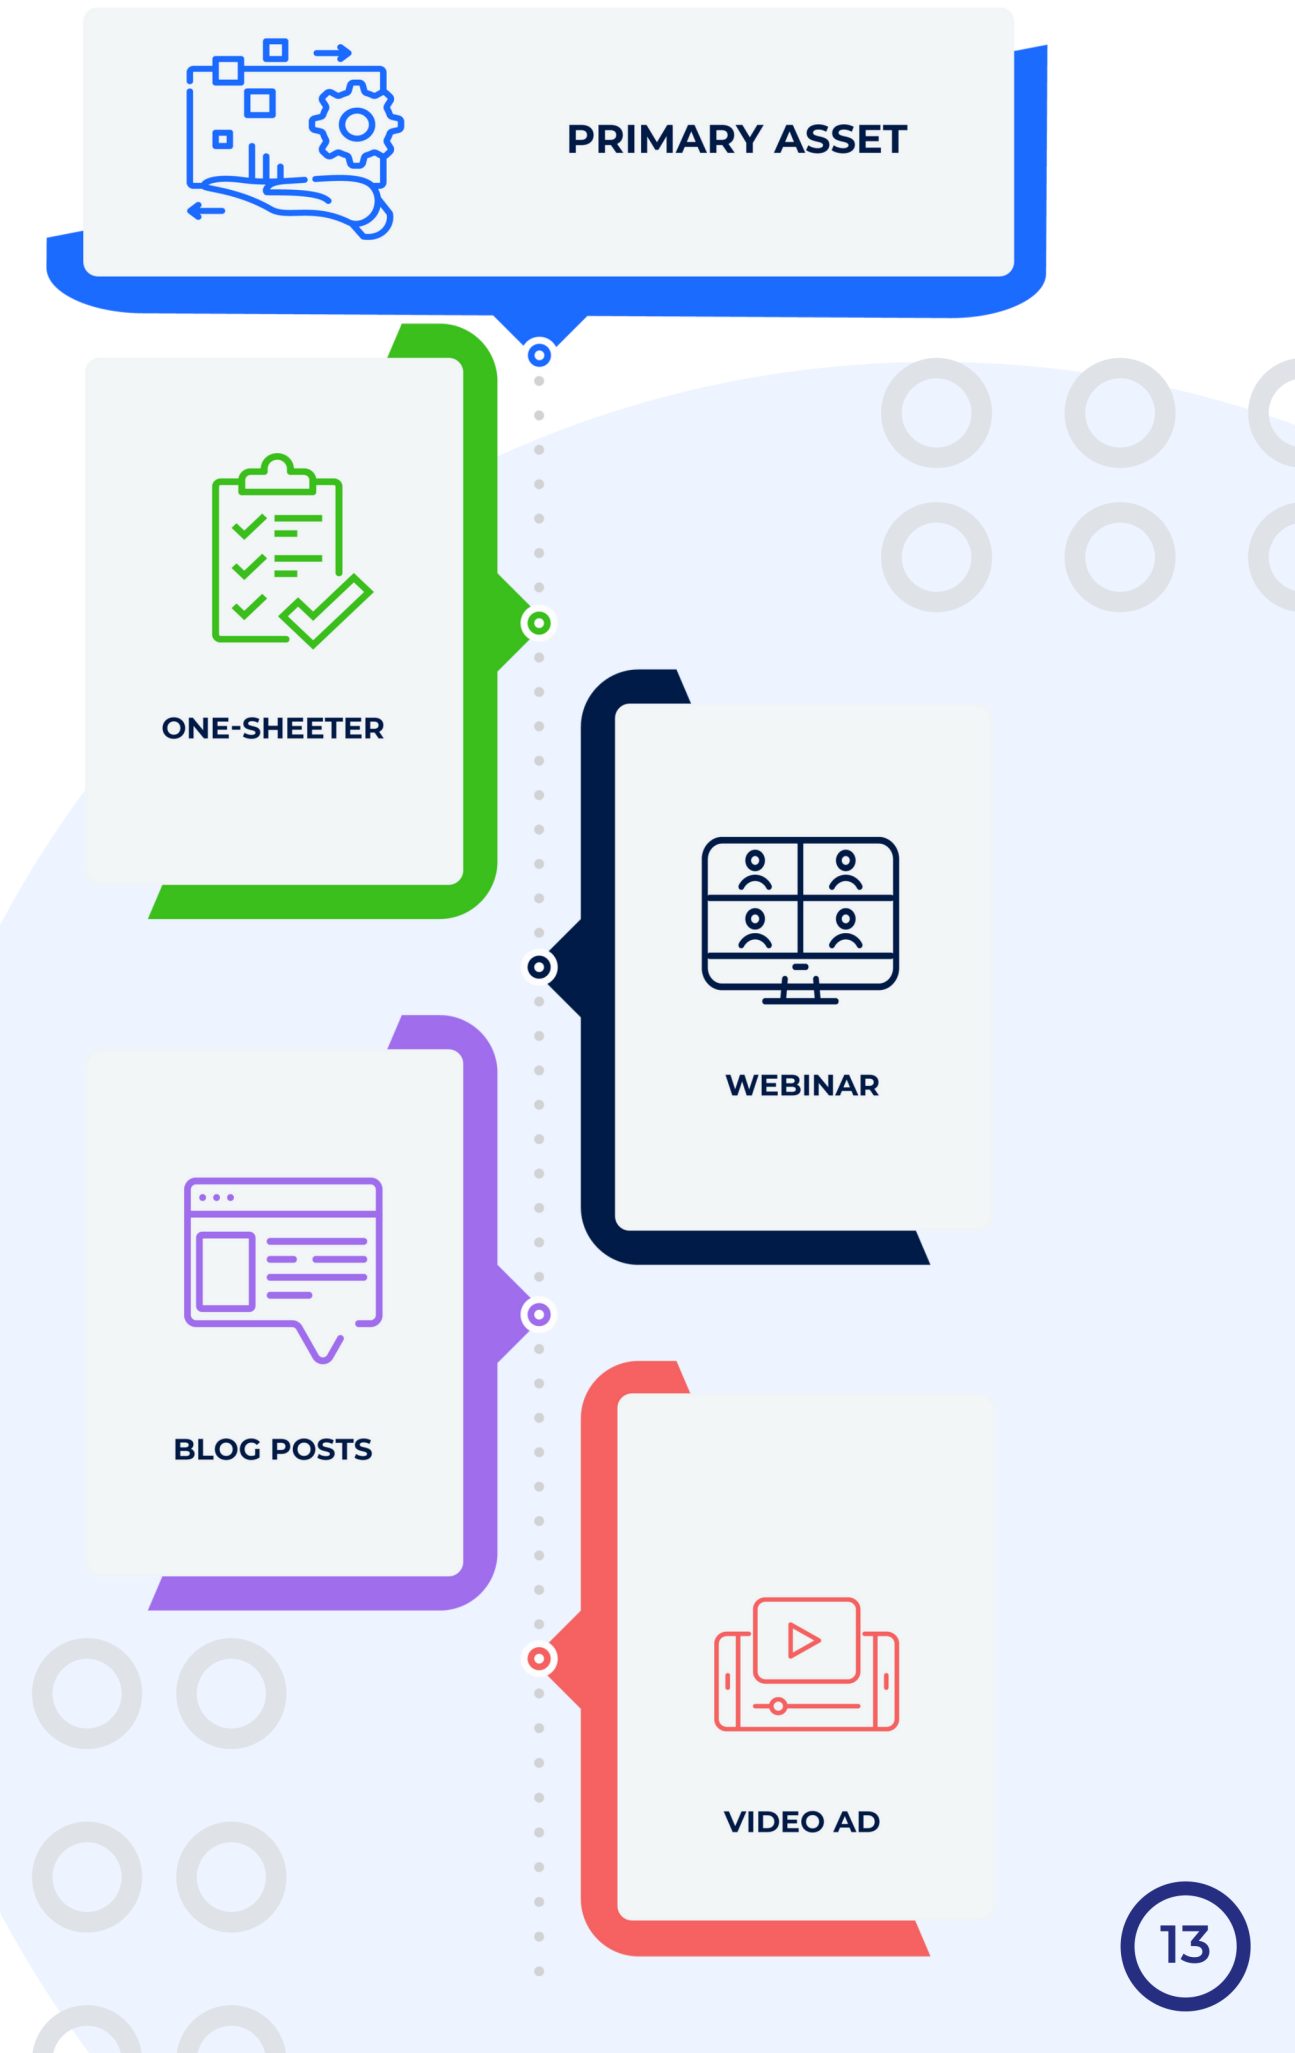 PRIMARY ASSET
ONE-SHEETER
WEBINAR
BLOG POSTS
VIDEO AD
13